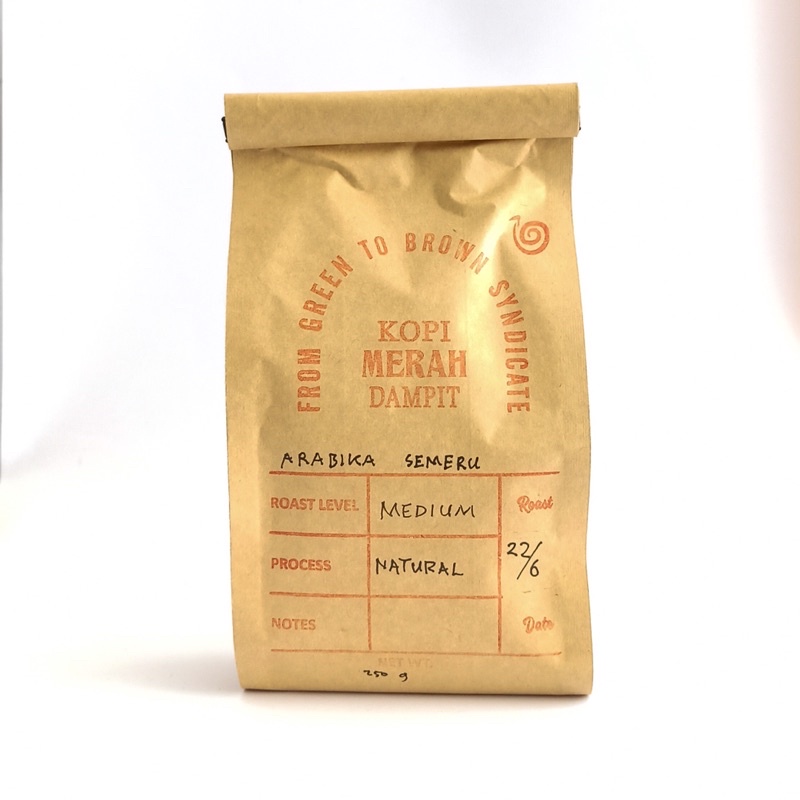 FROM GREEN TO BROWN SYNDICATE
KOPI
MERAH
DAMPIT
ARABIKA SEMERU
ROAST LEVEL MEDIUM Roast
PROCESS NATURAL 22/6
NOTES Date
NET WT.
250 g